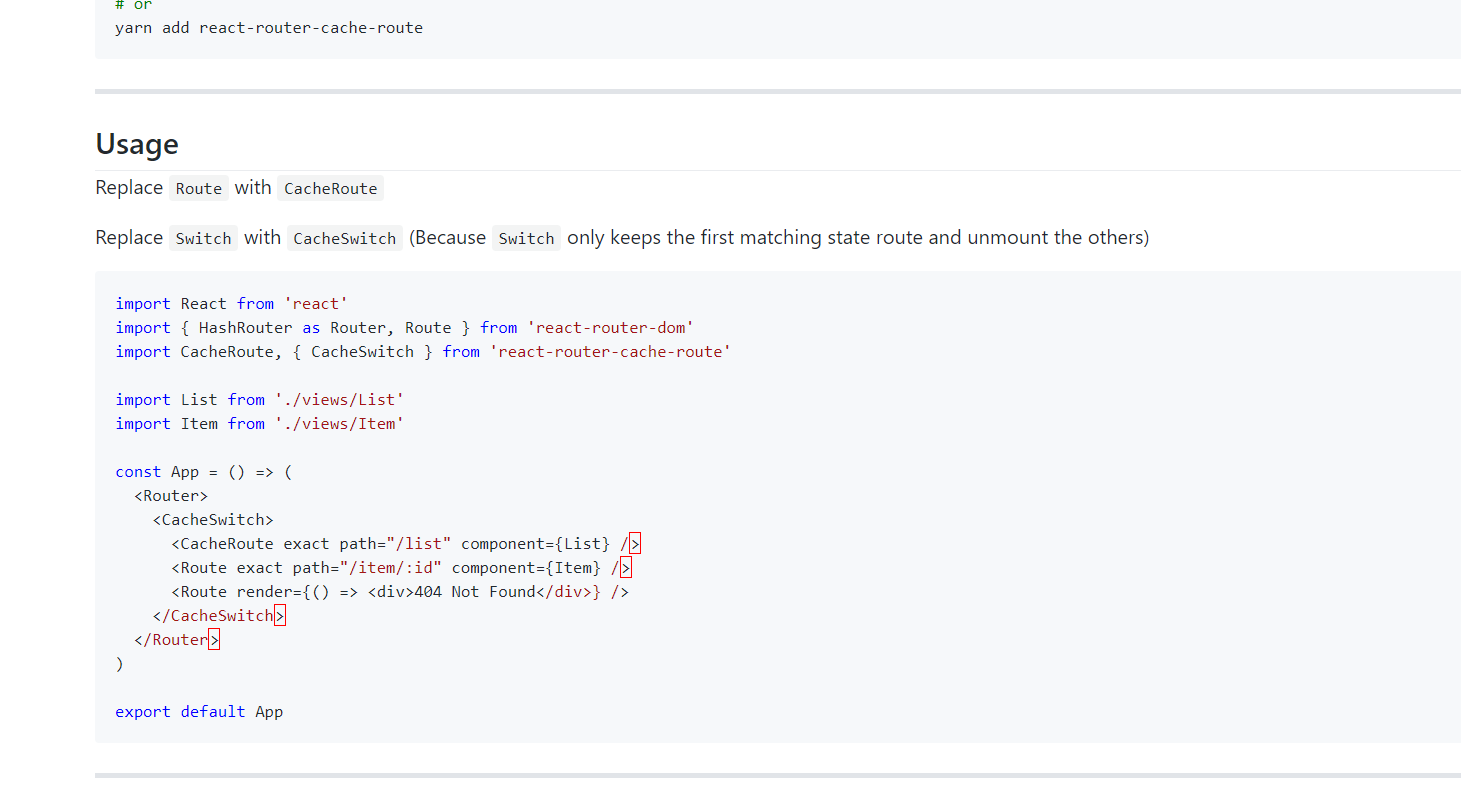 # or
yarn add react-router-cache-route
Usage
Replace Route with CacheRoute
Replace Switch with CacheSwitch (Because Switch only keeps the first matching state route and unmount the others)
import React from 'react'
import { HashRouter as Router, Route } from 'react-router-dom'
import CacheRoute, { CacheSwitch } from 'react-router-cache-route'
import List from './views/List'
import Item from './views/Item'
const App = () => (
  <Router>
    <CacheSwitch>
      <CacheRoute exact path="/list" component={List} />
      <Route exact path="/item/:id" component={Item} />
      <Route render={() => <div>404 Not Found</div>} />
    </CacheSwitch>
  </Router>
)
export default App